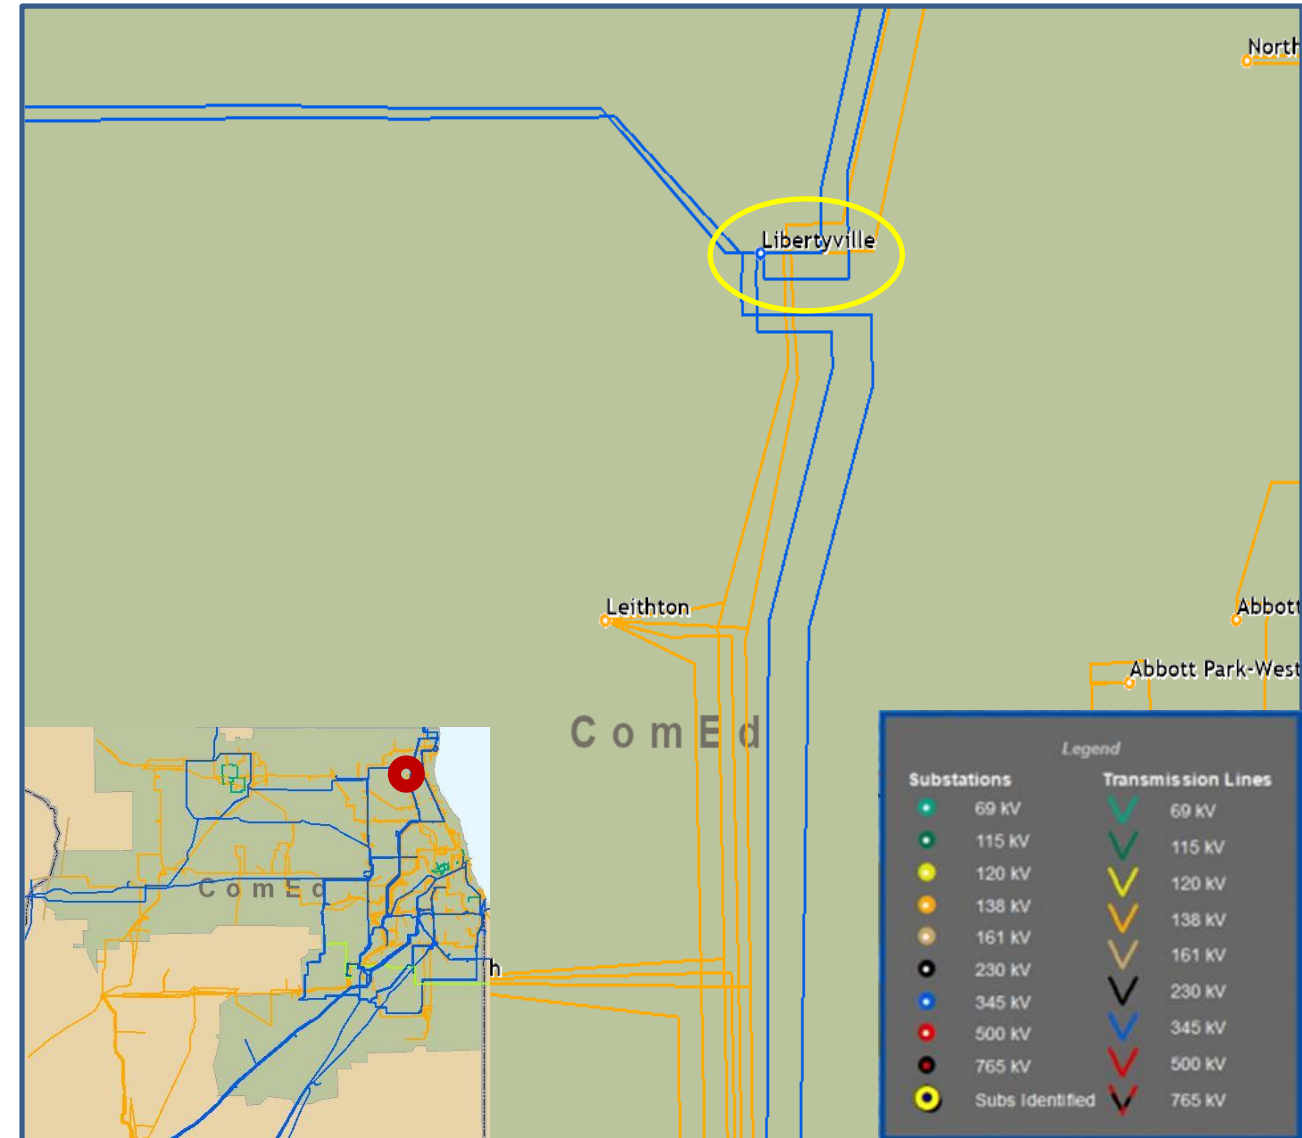 North
Libertyville
Leithton
Abbott
Abbott Park-West
ComEd
Legend
Substations Transmission Lines
69 kV 69 kV
115 kV 115 kV
120 kV 120 kV
138 kV 138 kV
161 kV 161 kV
230 kV 230 kV
345 kV 345 kV
500 kV 500 kV
765 kV 765 kV
Subs Identified
ComEd
h